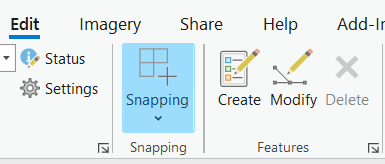 Edit Imagery Share Help Add-In
Status
Settings
Snapping
Create Modify Delete
Snapping Features